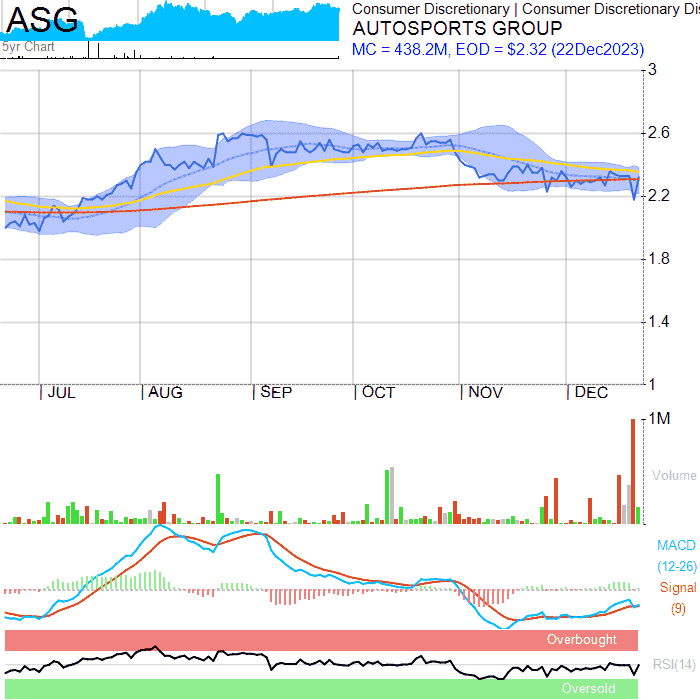 ASG
5yr Chart
Consumer Discretionary | Consumer Discretionary Di
AUTOSPORTS GROUP
MC = 438.2M, EOD = $2.32 (22Dec2023)
3
2.6
2.2
1.8
1.4
1
JUL AUG SEP OCT NOV DEC
1M
Volume
MACD
(12-26)
Signal
(9)
Overbought
RSI(14)
Oversold